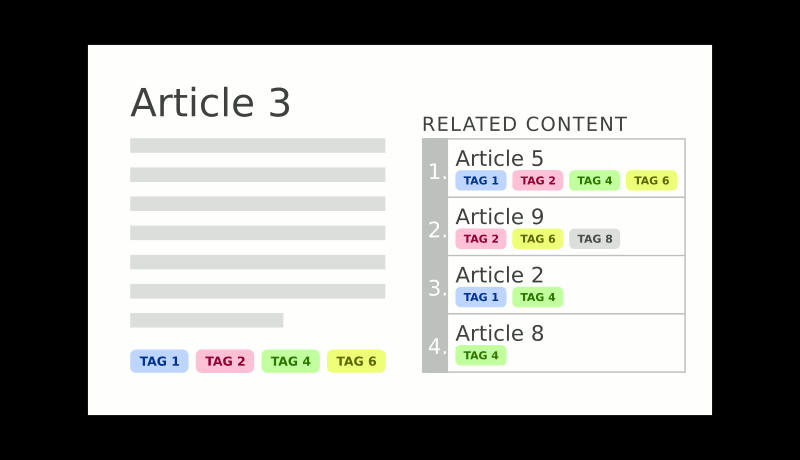 Article 3
TAG 1 TAG 2 TAG 4 TAG 6
RELATED CONTENT
1. Article 5
TAG 1 TAG 2 TAG 4 TAG 6
2. Article 9
TAG 2 TAG 6 TAG 8
3. Article 2
TAG 1 TAG 4
4. Article 8
TAG 4